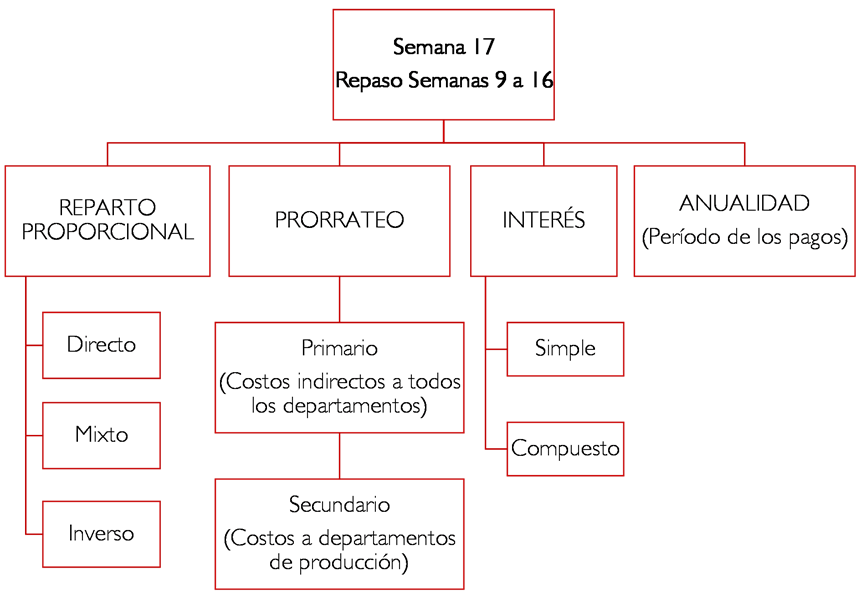 Semana 17
Repaso Semanas 9 a 16
REPARTO
PROPORCIONAL
PRORRATEO
INTERÉS
ANUALIDAD
(Período de los pagos)
Directo
Mixto
Inverso
Primario
(Costos indirectos a todos
los departamentos)
Secundario
(Costos a departamentos
de producción)
Simple
Compuesto